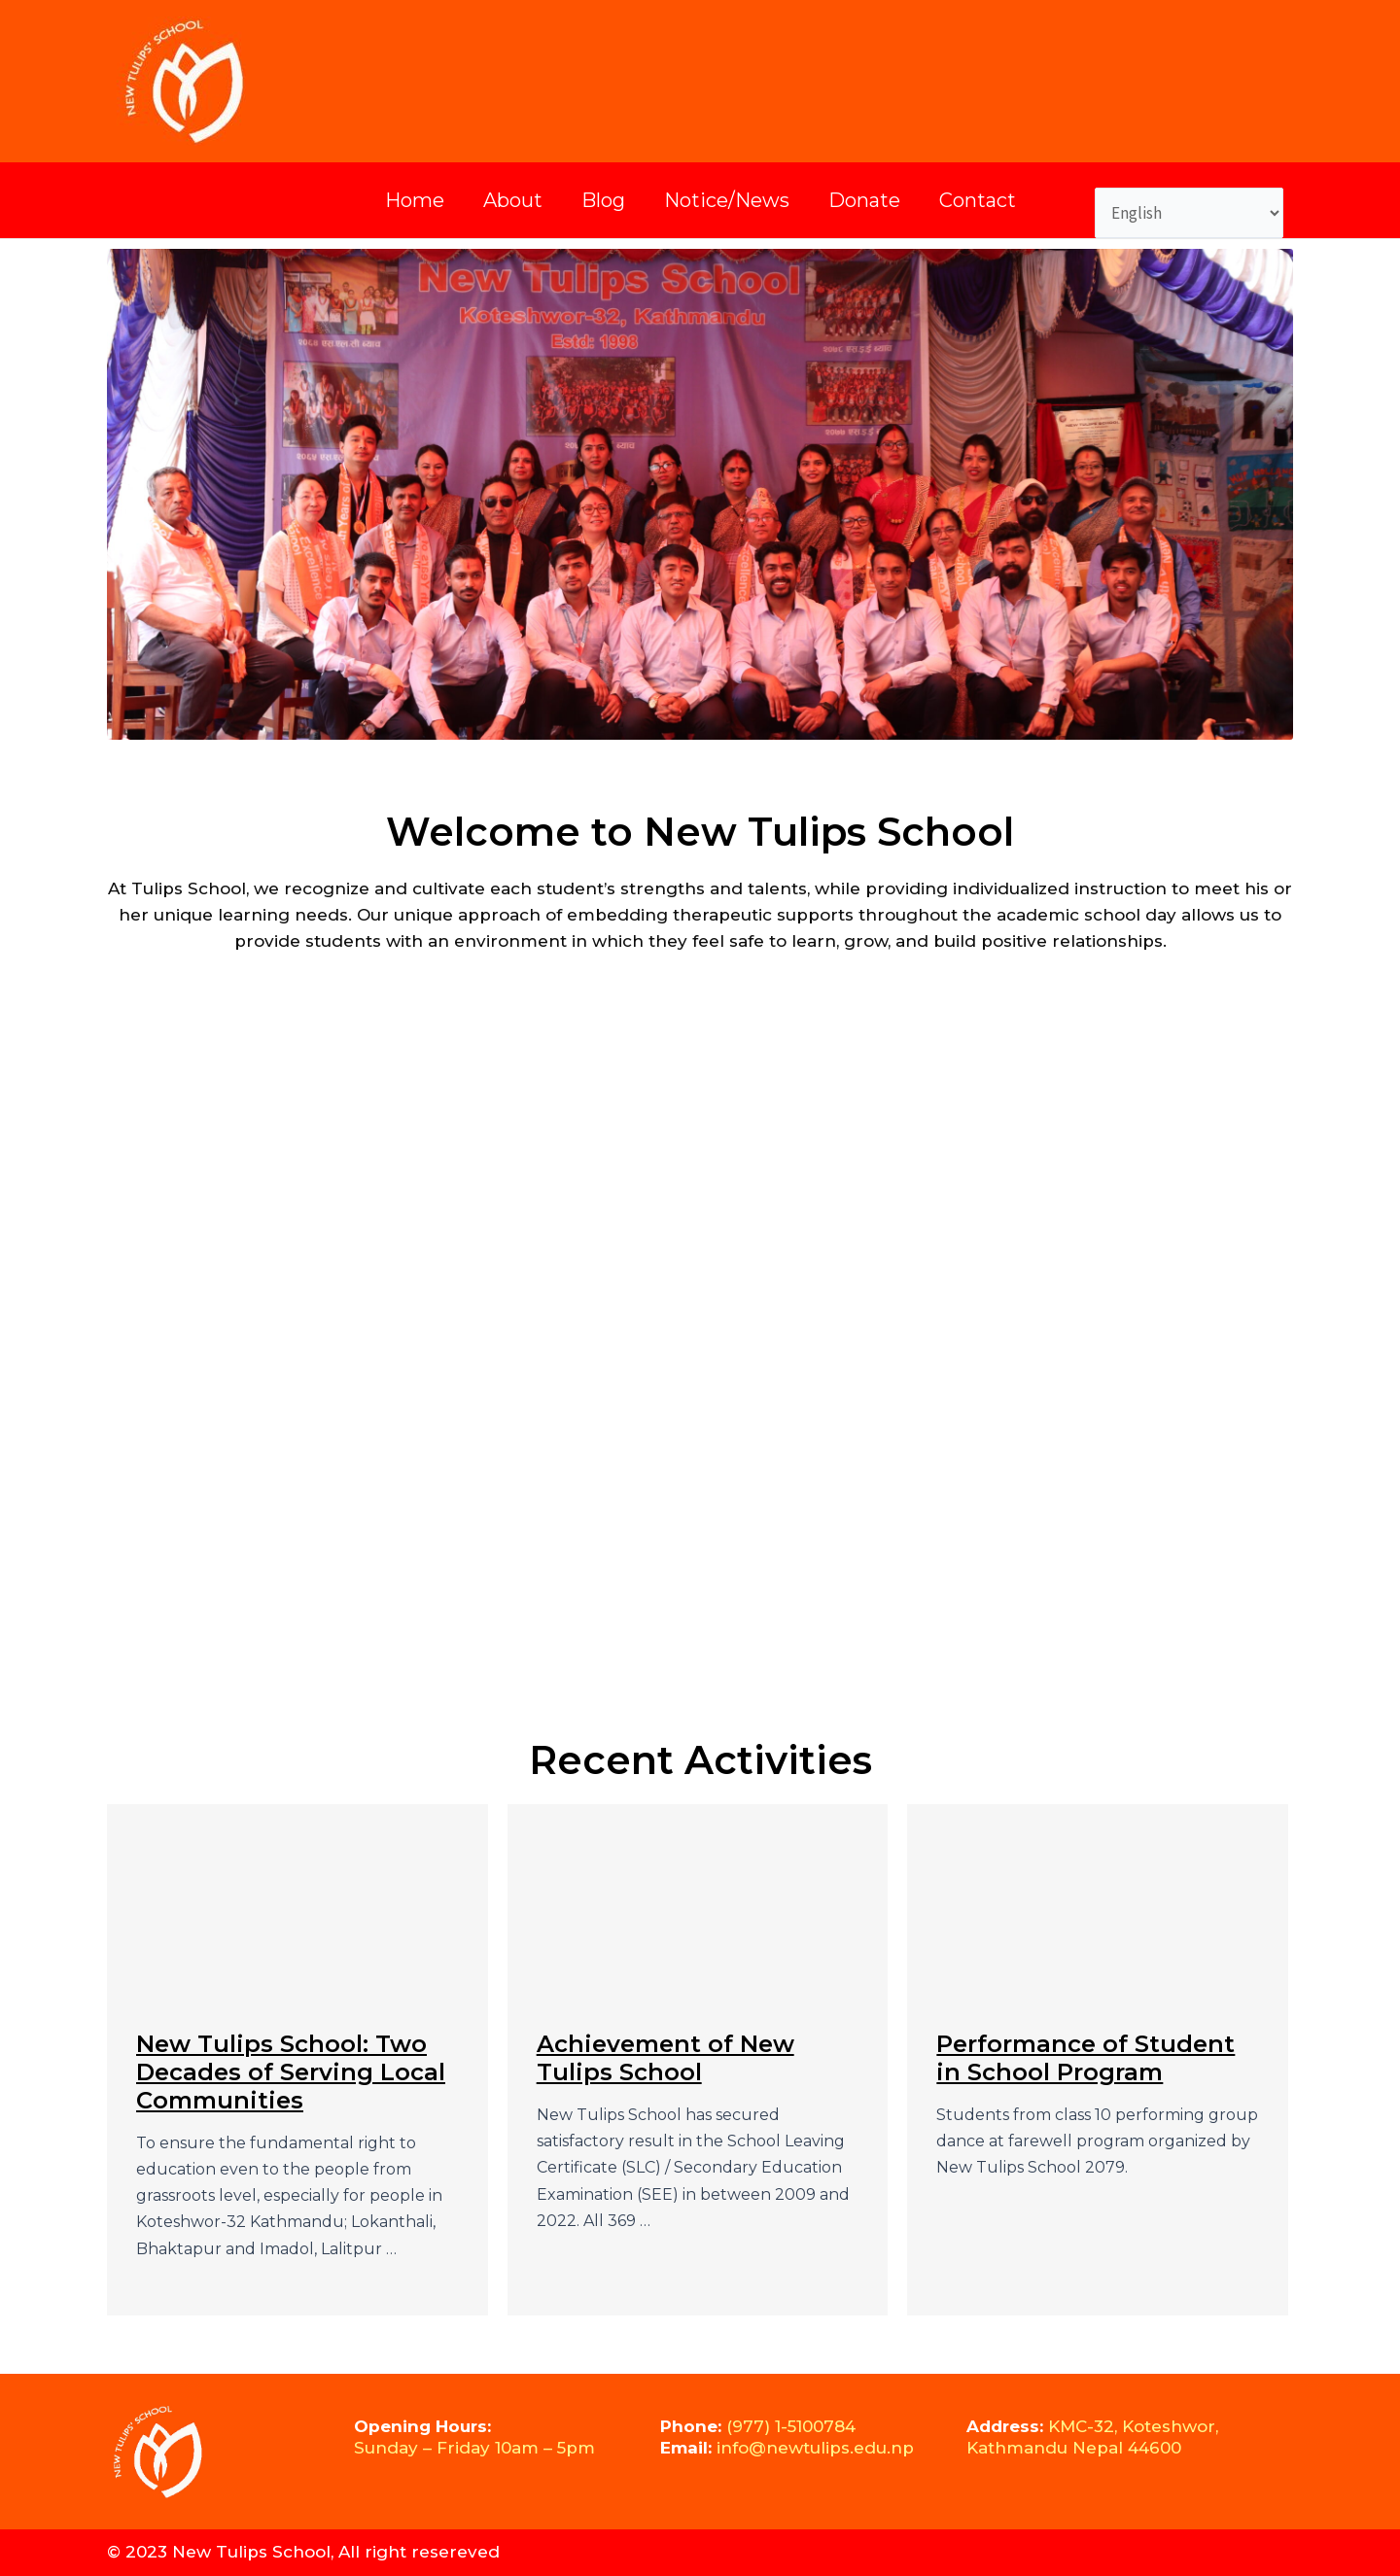 NEW TULIPS' SCHOOL
Home About Blog Notice/News Donate Contact
English
New Tulips School
Koteshwor-32, Kathmandu
Estd: 1998
Welcome to New Tulips School
At Tulips School, we recognize and cultivate each student’s strengths and talents, while providing individualized instruction to meet his or
her unique learning needs. Our unique approach of embedding therapeutic supports throughout the academic school day allows us to
provide students with an environment in which they feel safe to learn, grow, and build positive relationships.
Recent Activities
New Tulips School: Two
Decades of Serving Local
Communities
To ensure the fundamental right to
education even to the people from
grassroots level, especially for people in
Koteshwor-32 Kathmandu; Lokanthali,
Bhaktapur and Imadol, Lalitpur …
Achievement of New
Tulips School
New Tulips School has secured
satisfactory result in the School Leaving
Certificate (SLC) / Secondary Education
Examination (SEE) in between 2009 and
2022. All 369 …
Performance of Student
in School Program
Students from class 10 performing group
dance at farewell program organized by
New Tulips School 2079.
NEW TULIPS' SCHOOL
Opening Hours:
Sunday – Friday 10am – 5pm
Phone: (977) 1-5100784
Email: info@newtulips.edu.np
Address: KMC-32, Koteshwor,
Kathmandu Nepal 44600
© 2023 New Tulips School, All right resereved